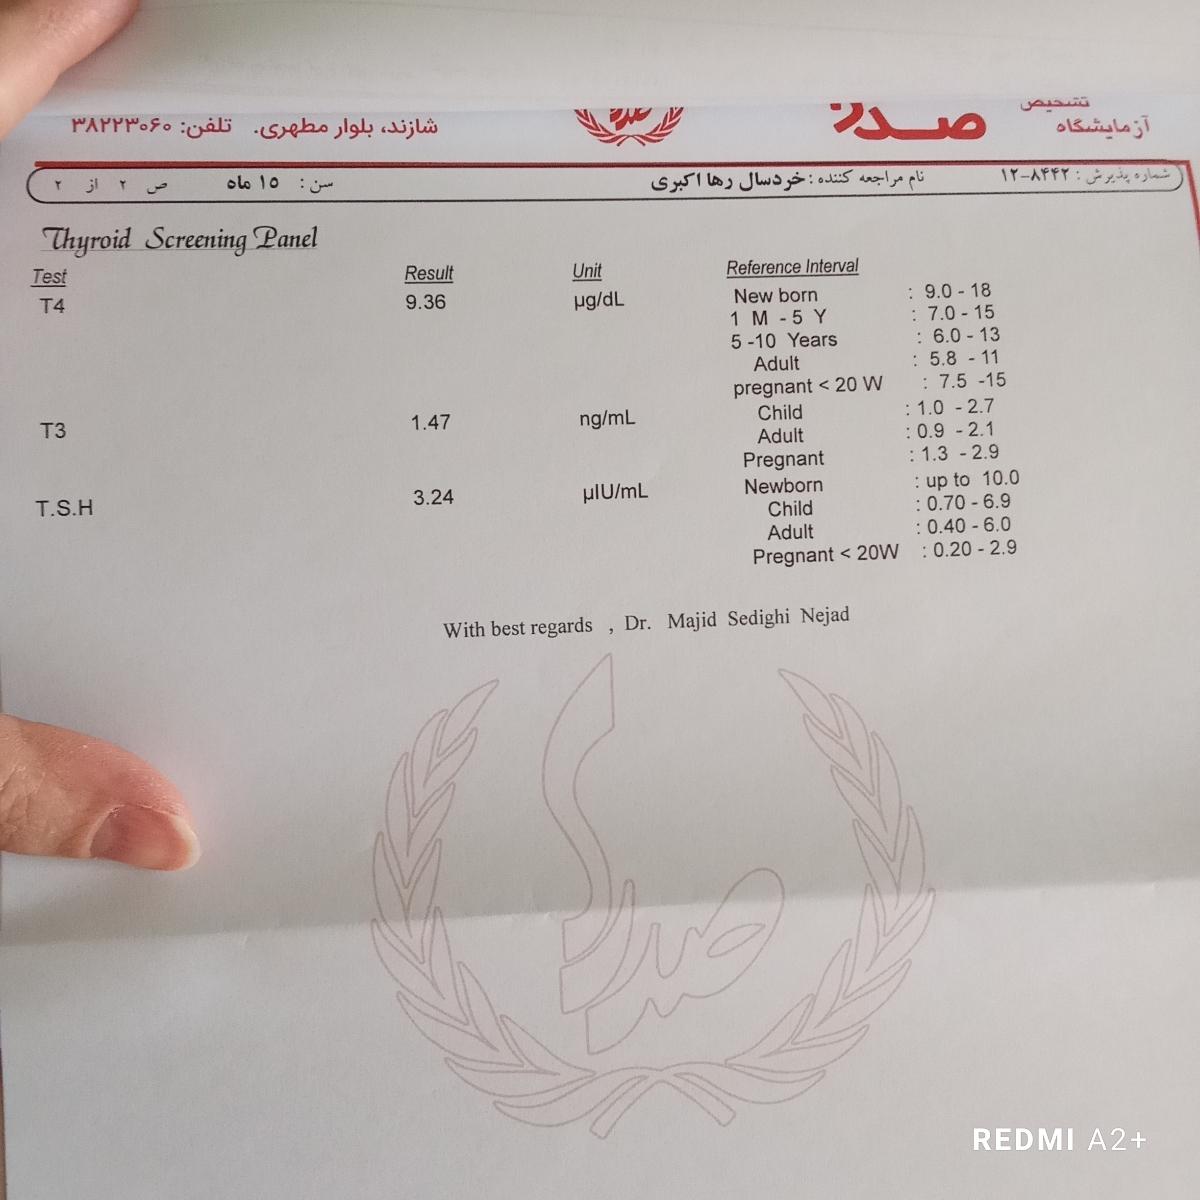 تشخیص
آزمایشگاه صدرا شازند، بلوار مطهری. تلفن: ۳۸۲۲۳۰۶۰
شماره پذیرش : ۱۲-۸۴۴۲ نام مراجعه کننده : خردسال رها اکبری سن : ۱۵ ماه ص ۲ از ۲
Thyroid Screening Panel
Test Result Unit Reference Interval
T4 9.36 µg/dL New born : 9.0 - 18
1 M - 5 Y : 7.0 - 15
5 -10 Years : 6.0 - 13
Adult : 5.8 - 11
pregnant < 20 W : 7.5 -15
T3 1.47 ng/mL Child : 1.0 - 2.7
Adult : 0.9 - 2.1
Pregnant : 1.3 - 2.9
T.S.H 3.24 µIU/mL Newborn : up to 10.0
Child : 0.70 - 6.9
Adult : 0.40 - 6.0
Pregnant < 20W : 0.20 - 2.9
With best regards , Dr. Majid Sedighi Nejad
صدرا
REDMI A2+